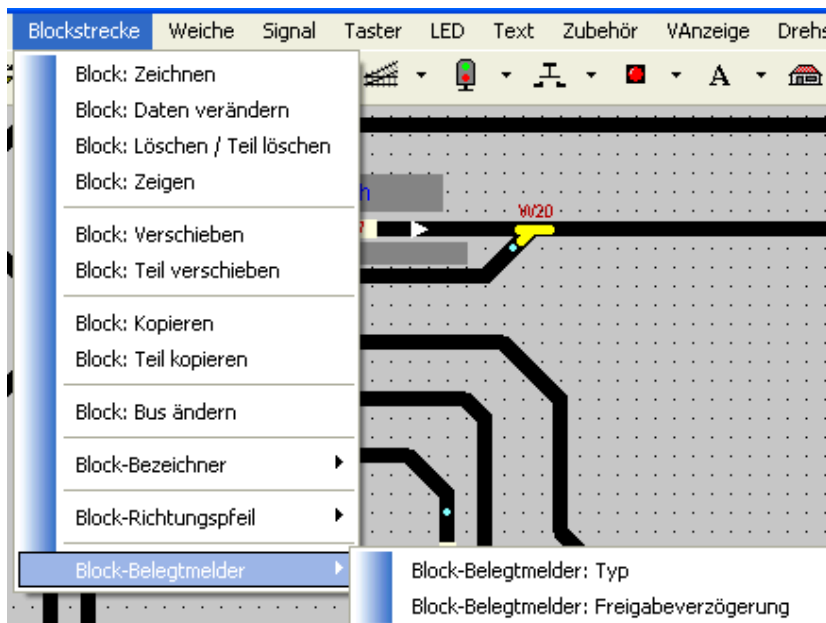 Blockstrecke Weiche Signal Taster LED Text Zubehör VAnzeige Drehs
A
Block: Zeichnen
Block: Daten verändern
Block: Löschen / Teil löschen
Block: Zeigen
W20
Block: Verschieben
Block: Teil verschieben
Block: Kopieren
Block: Teil kopieren
Block: Bus ändern
Block-Bezeichner
Block-Richtungspfeil
Block-Belegtmelder
Block-Belegtmelder: Typ
Block-Belegtmelder: Freigabeverzögerung